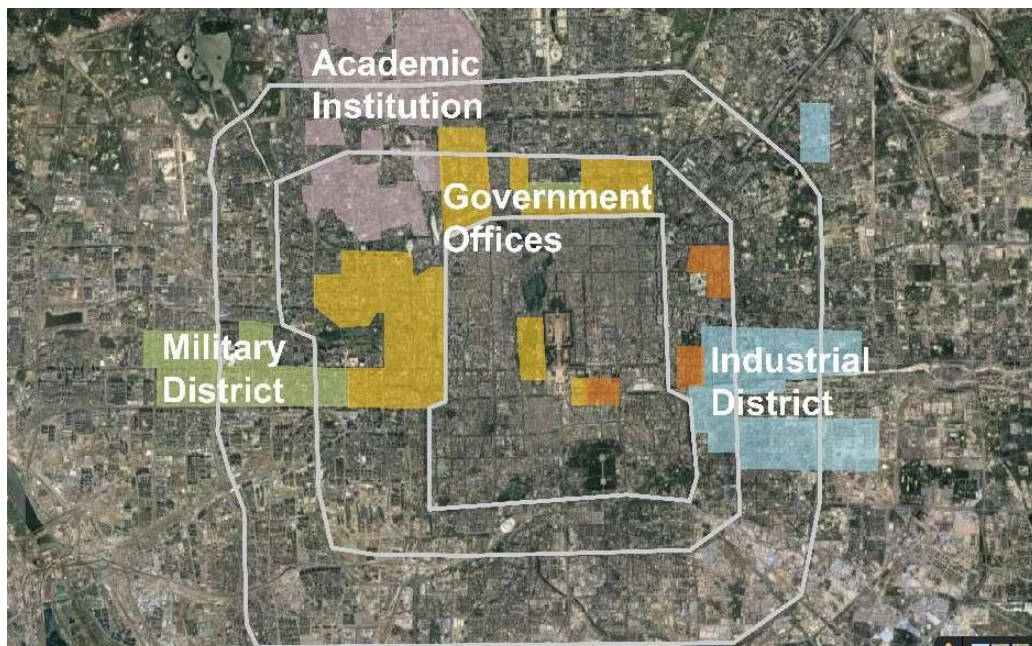 Academic
Institution
Government
Offices
Military
District
Industrial
District